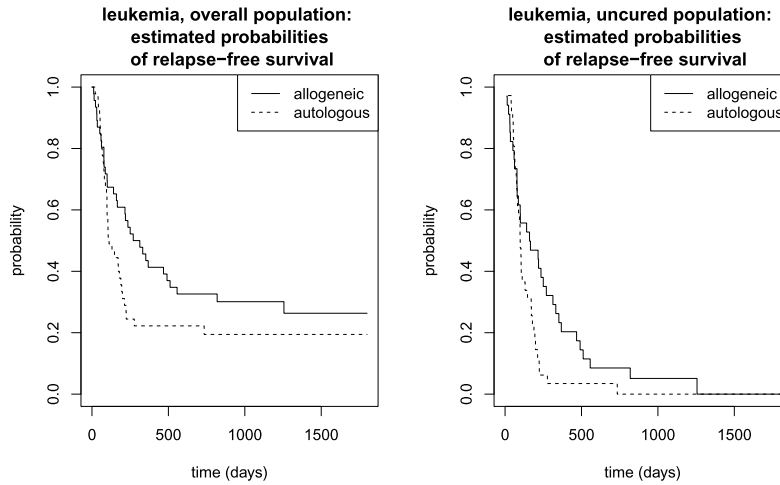 leukemia, overall population:
estimated probabilities
of relapse−free survival
allogeneic
autologous
probability
1.0
0.8
0.6
0.4
0.2
0.0
0 500 1000 1500
time (days)
leukemia, uncured population:
estimated probabilities
of relapse−free survival
allogeneic
autologous
probability
1.0
0.8
0.6
0.4
0.2
0.0
0 500 1000 1500
time (days)